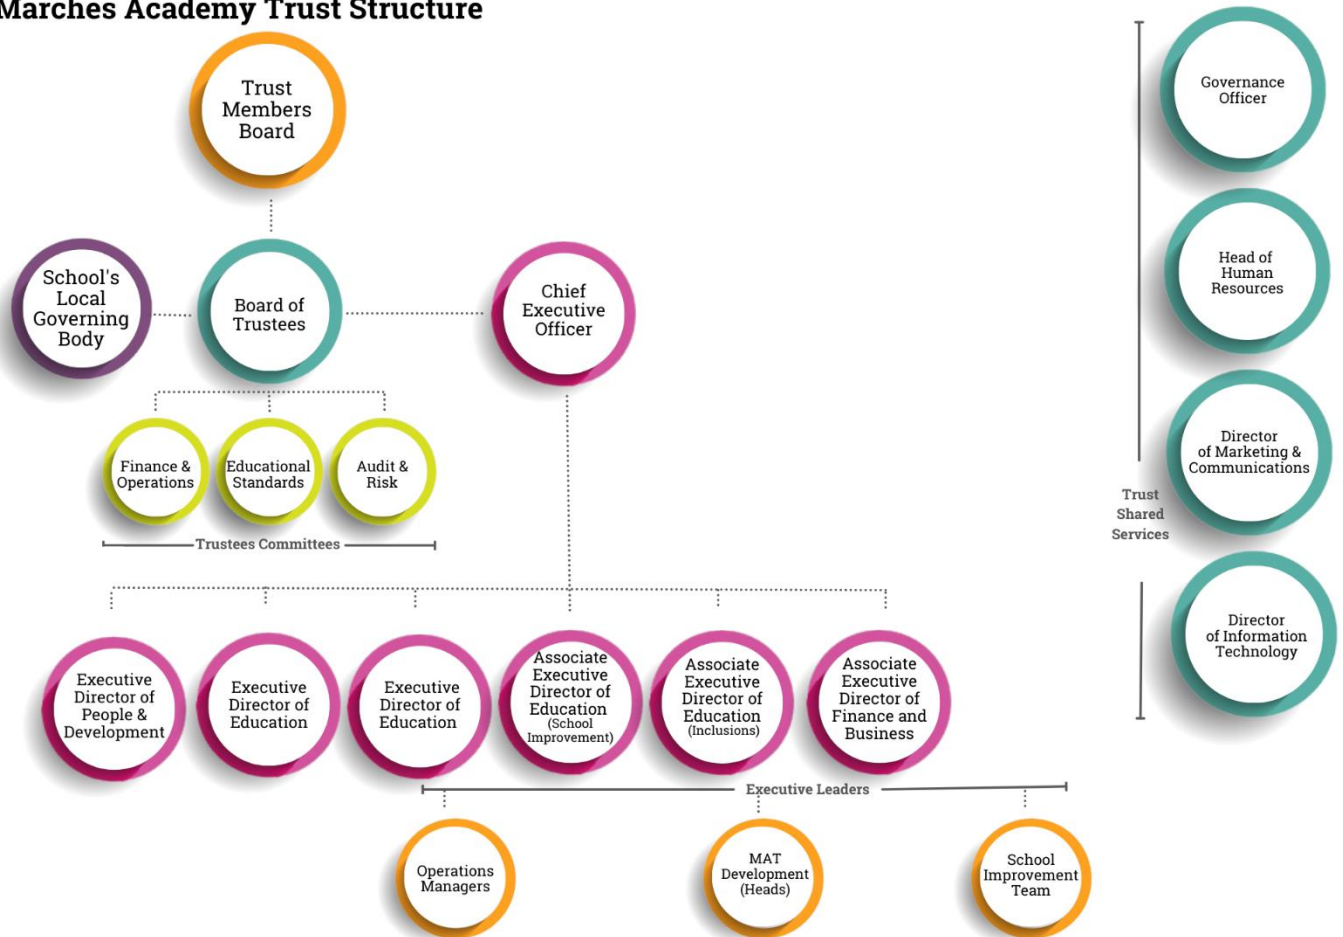 Marches Academy Trust Structure
Trust
Members
Board
School's
Local
Governing
Body
Board of
Trustees
Chief
Executive
Officer
Finance &
Operations
Educational
Standards
Audit &
Risk
Trustees Committees
Executive
Director of
People &
Development
Executive
Director of
Education
Executive
Director of
Education
Associate
Executive
Director of
Education
(School
Improvement)
Associate
Executive
Director of
Education
(Inclusions)
Associate
Executive
Director of
Finance and
Business
Executive Leaders
Operations
Managers
MAT
Development
(Heads)
School
Improvement
Team
Governance
Officer
Head of
Human
Resources
Director
of Marketing &
Communications
Trust
Shared
Services
Director
of Information
Technology